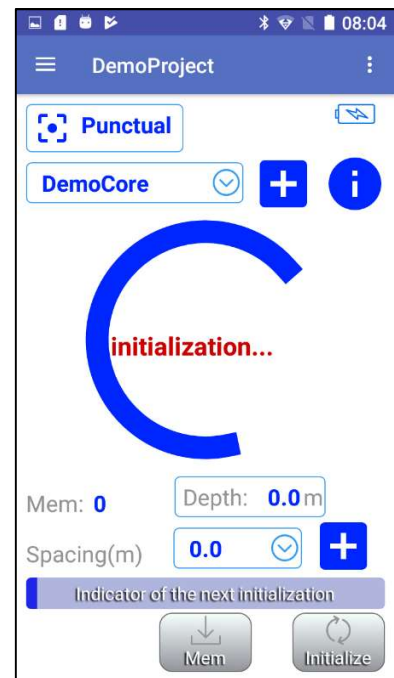 08:04
DemoProject
Punctual
DemoCore
initialization...
Mem: 0
Depth: 0.0 m
Spacing(m) 0.0
Indicator of the next initialization
Mem
Initialize